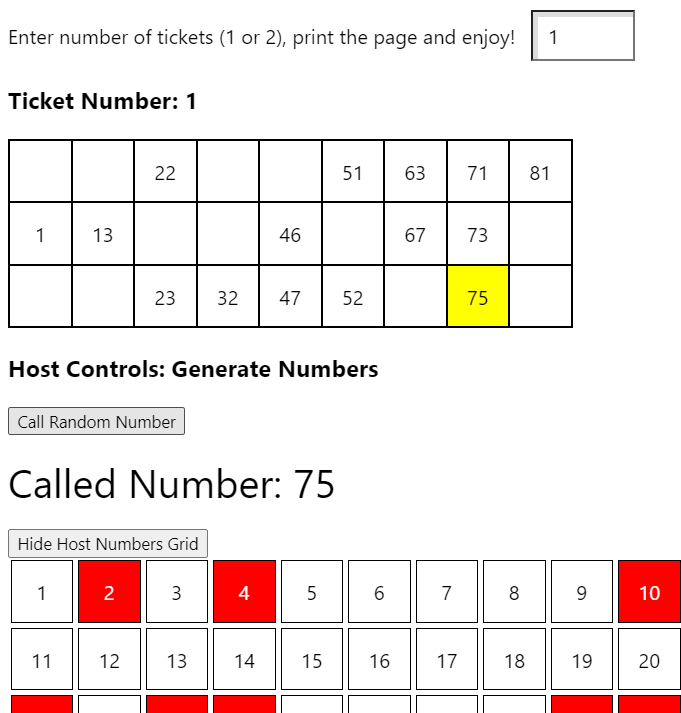 Enter number of tickets (1 or 2), print the page and enjoy! 1
Ticket Number: 1
22 51 63 71 81
1 13 46 67 73
23 32 47 52 75
Host Controls: Generate Numbers
Call Random Number
Called Number: 75
Hide Host Numbers Grid
1 2 3 4 5 6 7 8 9 10
11 12 13 14 15 16 17 18 19 20